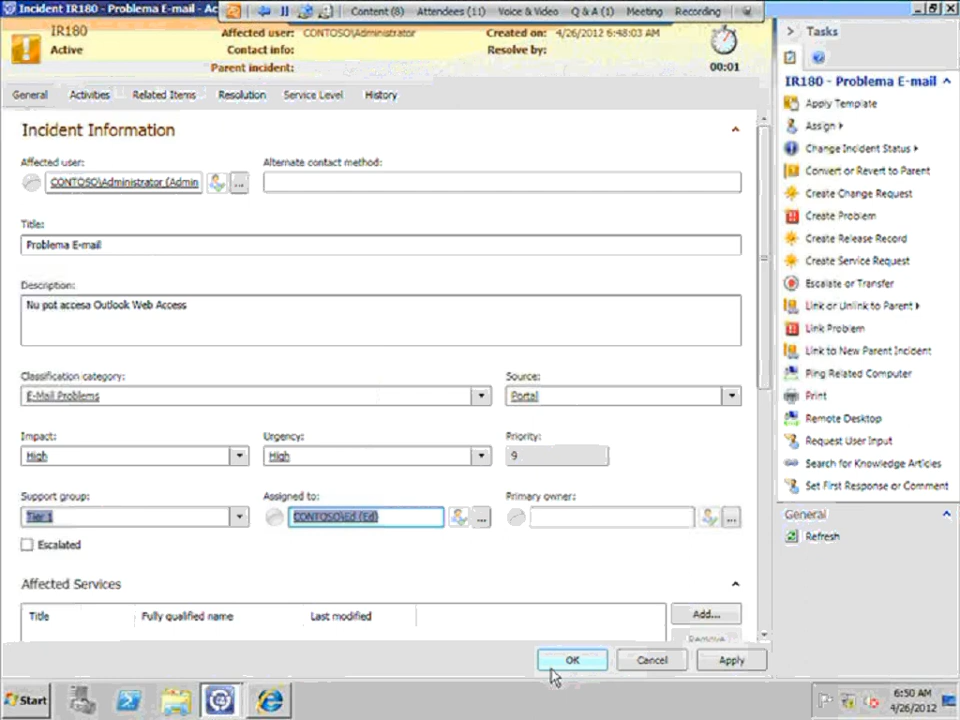 Incident IR180 - Problema E-mail - Ac
Content (8) Attendees (11) Voice & Video Q & A (1) Meeting Recording
IR180
Active
Affected user: CONTOSO\Administrator
Contact info:
Parent incident:
Created on: 4/26/2012 6:48:03 AM
Resolve by:
00:01
General Activities Related Items Resolution Service Level History
Incident Information
Affected user: Alternate contact method:
CONTOSO\Administrator (Admin ...
Title:
Problema E-mail
Description:
Nu pot accesa Outlook Web Access
Classification category: Source:
E-Mail Problems Portal
Impact: Urgency: Priority:
High High 9
Support group: Assigned to: Primary owner:
Tier 1 CONTOSO\Ed (Ed) ... ...
Escalated
Affected Services
Title Fully qualified name Last modified
Add...
Remove
OK Cancel Apply
Tasks
IR180 - Problema E-mail
Apply Template
Assign
Change Incident Status
Convert or Revert to Parent
Create Change Request
Create Problem
Create Release Record
Create Service Request
Escalate or Transfer
Link or Unlink to Parent
Link Problem
Link to New Parent Incident
Ping Related Computer
Print
Remote Desktop
Request User Input
Search for Knowledge Articles
Set First Response or Comment
General
Refresh
Start
6:50 AM
4/26/2012